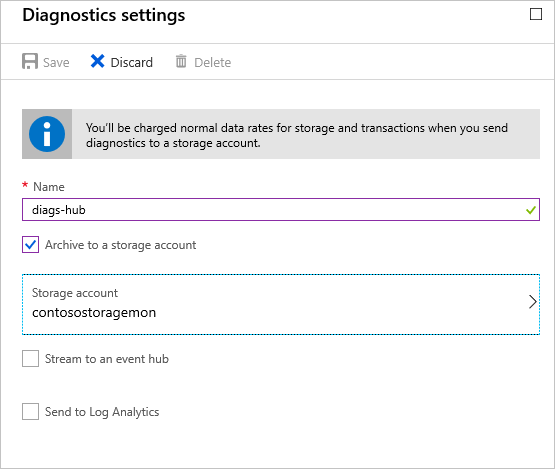 Diagnostics settings
Save Discard Delete
You'll be charged normal data rates for storage and transactions when you send
diagnostics to a storage account.
* Name
diags-hub
Archive to a storage account
Storage account
contosostoragemon
Stream to an event hub
Send to Log Analytics